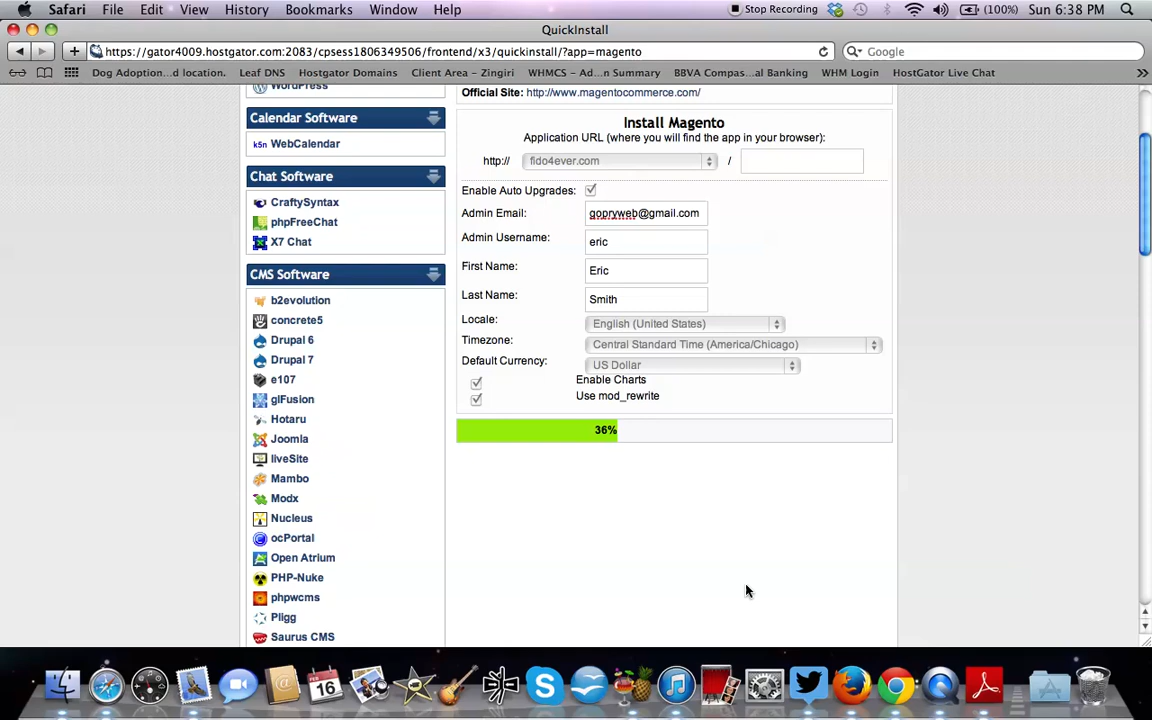 Safari File Edit View History Bookmarks Window Help Stop Recording (100%) Sun 6:38 PM
QuickInstall
https://gator4009.hostgator.com:2083/cpsess1806349506/frontend/x3/quickinstall/?app=magento
Google
Dog Adoption...d location. Leaf DNS Hostgator Domains Client Area - Zingiri WHMCS - Ad...n Summary BBVA Compas...al Banking WHM Login HostGator Live Chat
WordPress
Calendar Software
k5n WebCalendar
Chat Software
CraftySyntax
phpFreeChat
X7 Chat
CMS Software
b2evolution
concrete5
Drupal 6
Drupal 7
e107
glFusion
Hotaru
Joomla
liveSite
Mambo
Modx
Nucleus
ocPortal
Open Atrium
PHP-Nuke
phpwcms
Pligg
Saurus CMS
Official Site: http://www.magentocommerce.com/
Install Magento
Application URL (where you will find the app in your browser):
http:// fido4ever.com /
Enable Auto Upgrades:
Admin Email: gopryweb@gmail.com
Admin Username: eric
First Name: Eric
Last Name: Smith
Locale: English (United States)
Timezone: Central Standard Time (America/Chicago)
Default Currency: US Dollar
Enable Charts
Use mod_rewrite
36%
FEB
16